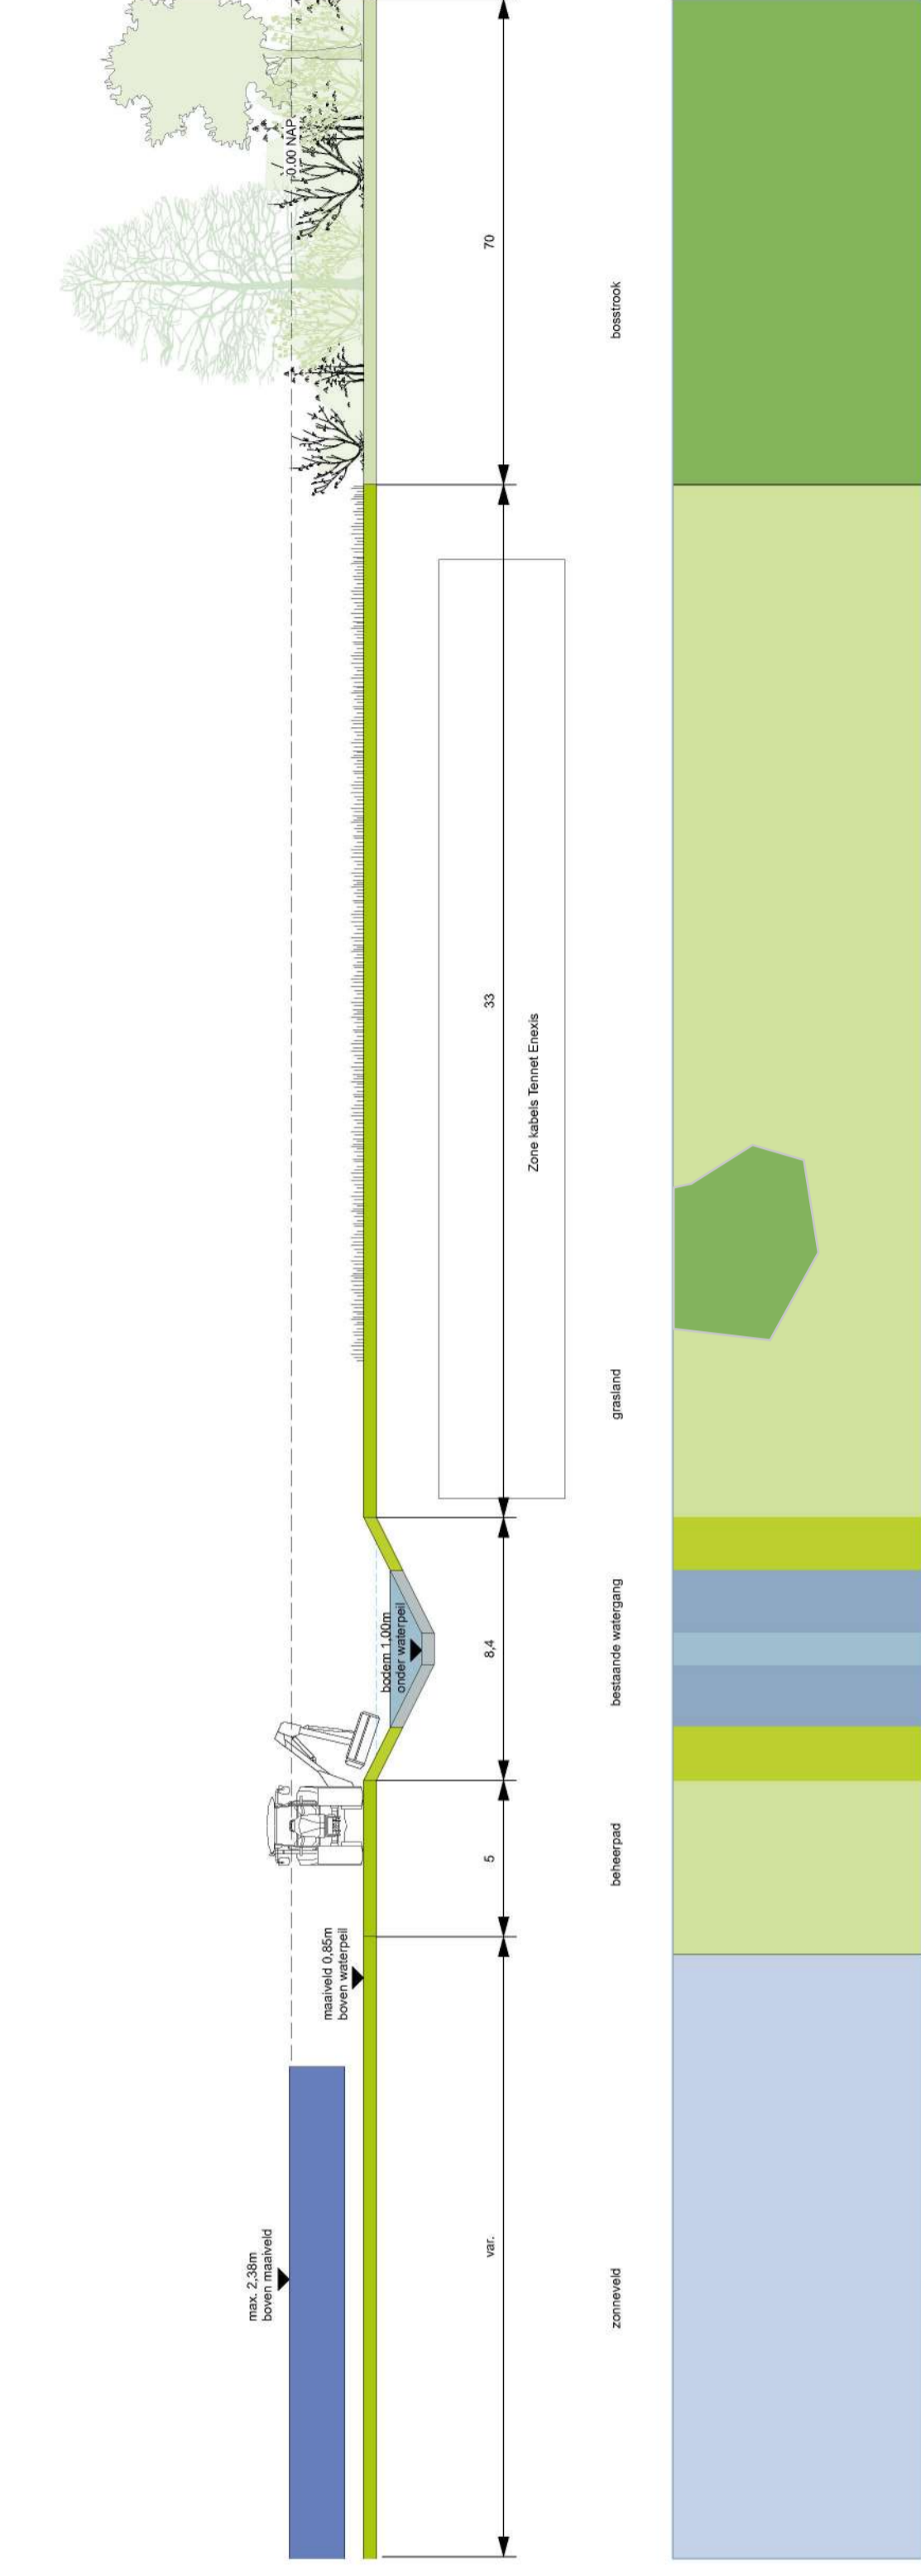 max. 2,38m
boven maaiveld
maaiveld 0,85m
boven waterpeil
bodem 1,00m
onder waterpeil
0.00 NAP
var.
5
8,4
33
70
Zone kabels Tennet Enexis
zonneveld
beheerpad
bestaande watergang
grasland
bosstrook